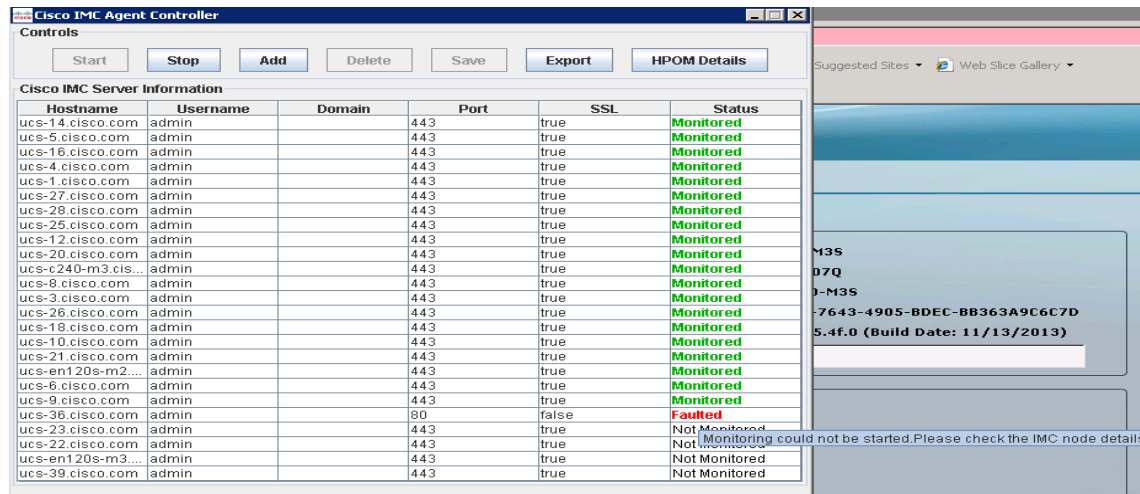 cisco Cisco IMC Agent Controller
Controls
Start Stop Add Delete Save Export HPOM Details
Suggested Sites Web Slice Gallery
Cisco IMC Server Information
Hostname Username Domain Port SSL Status
ucs-14.cisco.com admin 443 true Monitored
ucs-5.cisco.com admin 443 true Monitored
ucs-16.cisco.com admin 443 true Monitored
ucs-4.cisco.com admin 443 true Monitored
ucs-1.cisco.com admin 443 true Monitored
ucs-27.cisco.com admin 443 true Monitored
ucs-28.cisco.com admin 443 true Monitored
ucs-25.cisco.com admin 443 true Monitored
ucs-12.cisco.com admin 443 true Monitored
ucs-20.cisco.com admin 443 true Monitored
ucs-c240-m3.cis... admin 443 true Monitored
ucs-8.cisco.com admin 443 true Monitored
ucs-3.cisco.com admin 443 true Monitored
ucs-26.cisco.com admin 443 true Monitored
ucs-18.cisco.com admin 443 true Monitored
ucs-10.cisco.com admin 443 true Monitored
ucs-21.cisco.com admin 443 true Monitored
ucs-en120s-m2.... admin 443 true Monitored
ucs-6.cisco.com admin 443 true Monitored
ucs-9.cisco.com admin 443 true Monitored
ucs-36.cisco.com admin 80 false Faulted
ucs-23.cisco.com admin 443 true Not Monitored
ucs-22.cisco.com admin 443 true Not
ucs-en120s-m3.... admin 443 true Not Monitored
ucs-39.cisco.com admin 443 true Not Monitored
Monitoring could not be started.Please check the IMC node details
M3S
07Q
-M3S
-7643-4905-BDEC-BB363A9C6C7D
5.4f.0 (Build Date: 11/13/2013)